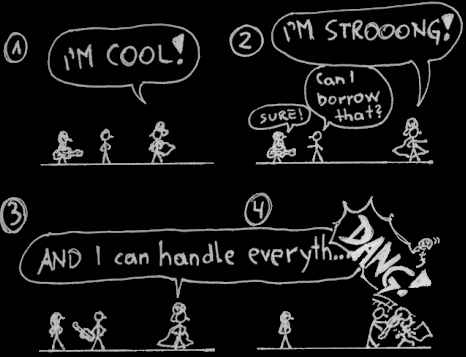 1
I'M COOL!
2
I'M STROOONG!
Can I
borrow
that?
SURE!
3
AND I can handle everyth...
4
DANG!